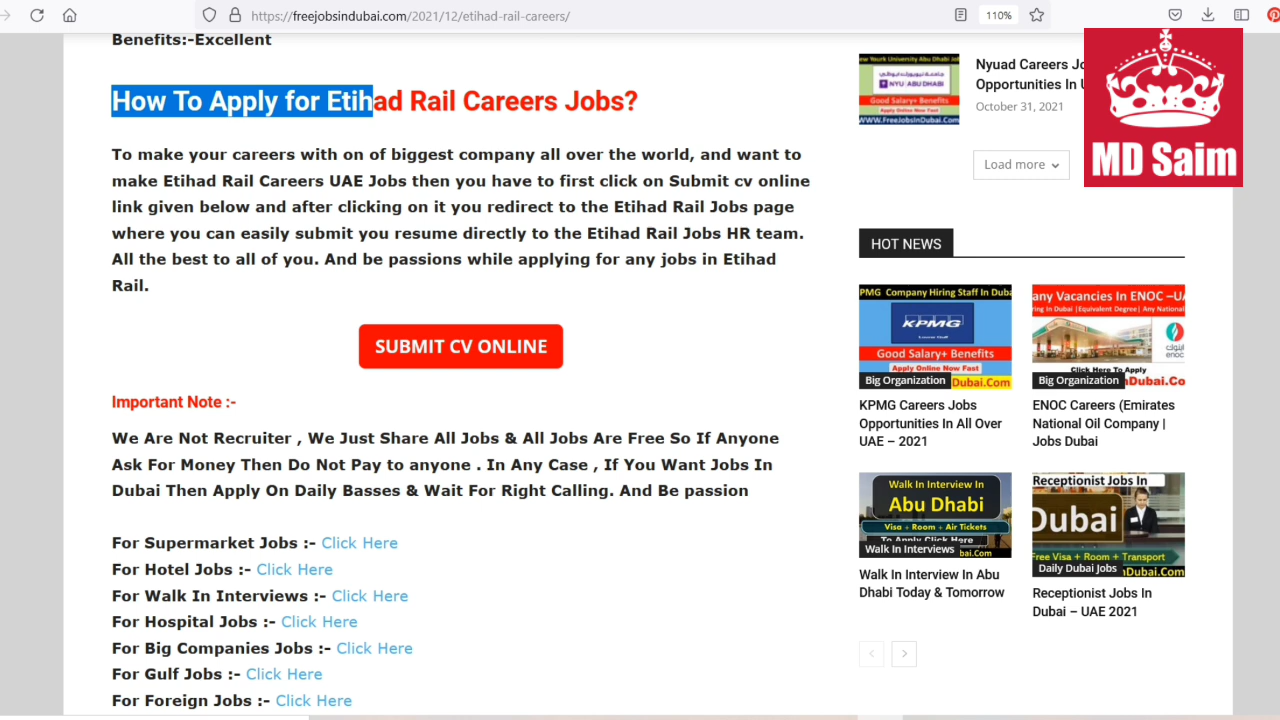 https://freejobsindubai.com/2021/12/etihad-rail-careers/
110%
Benefits:-Excellent
How To Apply for Etihad Rail Careers Jobs?
To make your careers with on of biggest company all over the world, and want to
make Etihad Rail Careers UAE Jobs then you have to first click on Submit cv online
link given below and after clicking on it you redirect to the Etihad Rail Jobs page
where you can easily submit you resume directly to the Etihad Rail Jobs HR team.
All the best to all of you. And be passions while applying for any jobs in Etihad
Rail.
SUBMIT CV ONLINE
Important Note :-
We Are Not Recruiter , We Just Share All Jobs & All Jobs Are Free So If Anyone
Ask For Money Then Do Not Pay to anyone . In Any Case , If You Want Jobs In
Dubai Then Apply On Daily Basses & Wait For Right Calling. And Be passion
For Supermarket Jobs :- Click Here
For Hotel Jobs :- Click Here
For Walk In Interviews :- Click Here
For Hospital Jobs :- Click Here
For Big Companies Jobs :- Click Here
For Gulf Jobs :- Click Here
For Foreign Jobs :- Click Here
NYU ABU DHABI
Good Salary+ Benefits
Apply Online Now Fast
WWW.FreeJobsInDubai.Com
Nyuad Careers Jo
Opportunities In U
October 31, 2021
MD Saim
Load more
HOT NEWS
KPMG Company Hiring Staff In Duba
KPMG
Good Salary+ Benefits
Apply Online Now Fast
Big Organization
Dubai.Com
KPMG Careers Jobs
Opportunities In All Over
UAE – 2021
any Vacancies In ENOC –UA
ring In Dubai |Equivalent Degree| Any National
اينوك
enoc
Click Here To Apply
Big Organization
nDubai.Co
ENOC Careers (Emirates
National Oil Company |
Jobs Dubai
Walk In Interview In
Abu Dhabi
Visa + Room + Air Tickets
To Apply Click Here
Walk In Interviews
bai.Com
Walk In Interview In Abu
Dhabi Today & Tomorrow
Receptionist Jobs In
Dubai
Free Visa + Room + Transport
Daily Dubai Jobs
nDubai.Com
Receptionist Jobs In
Dubai – UAE 2021